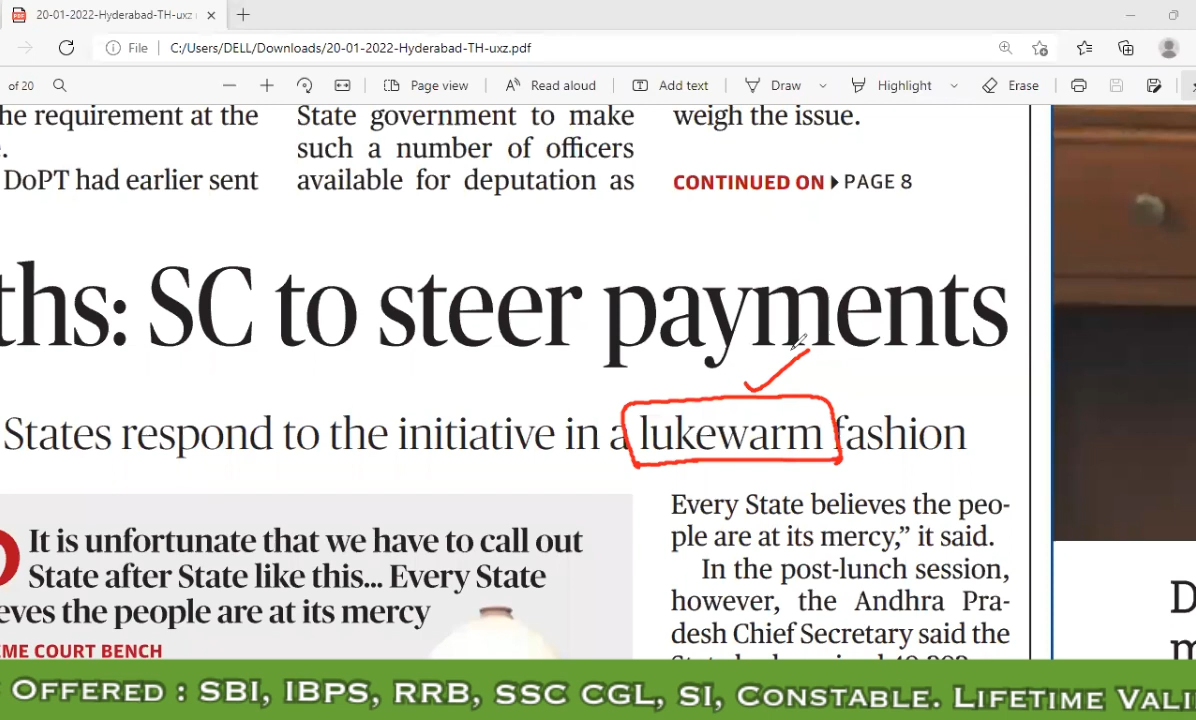 20-01-2022-Hyderabad-TH-uxz
File C:/Users/DELL/Downloads/20-01-2022-Hyderabad-TH-uxz.pdf
of 20 Page view Read aloud Add text Draw Highlight Erase
he requirement at the
DoPT had earlier sent
State government to make
such a number of officers
available for deputation as
weigh the issue.
CONTINUED ON PAGE 8
ths: SC to steer payments
States respond to the initiative in a lukewarm fashion
It is unfortunate that we have to call out
State after State like this... Every State
eves the people are at its mercy
ME COURT BENCH
Every State believes the peo-
ple are at its mercy,” it said.
In the post-lunch session,
however, the Andhra Pra-
desh Chief Secretary said the
D
m
OFFERED : SBI, IBPS, RRB, SSC CGL, SI, CONSTABLE. LIFETIME VALI